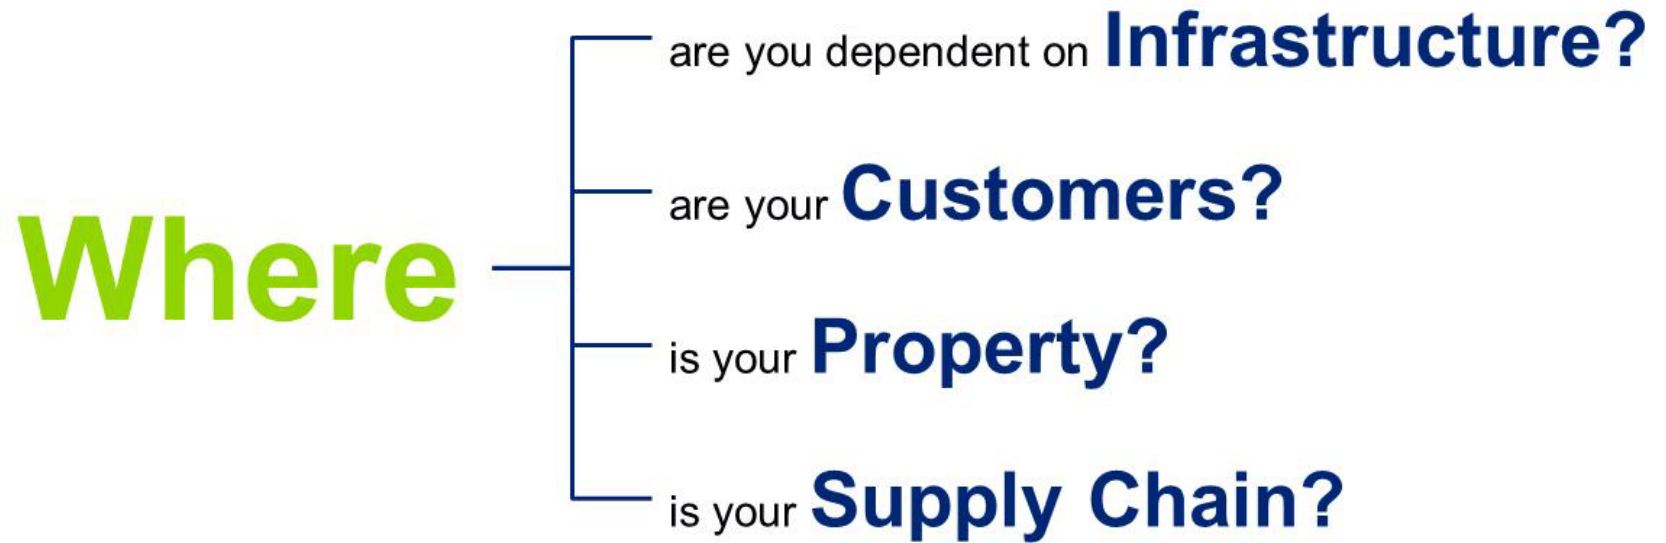 Where
are you dependent on Infrastructure?
are your Customers?
is your Property?
is your Supply Chain?